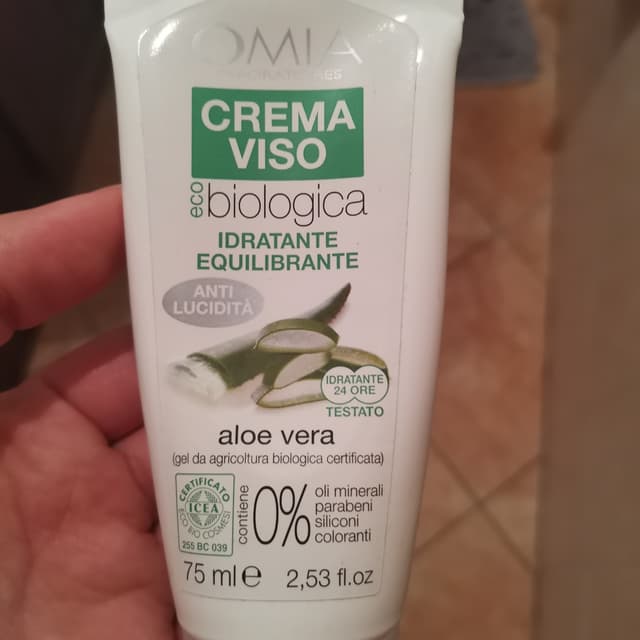 OMIA
LABORATOIRES
CREMA
VISO
eco biologica
IDRATANTE
EQUILIBRANTE
ANTI
LUCIDITÀ
IDRATANTE
24 ORE
TESTATO
aloe vera
(gel da agricoltura biologica certificata)
CERTIFICATO
ICEA
ECO BIO COSMESI
255 BC 039
contiene 0%
oli minerali
parabeni
siliconi
coloranti
75 ml e 2,53 fl.oz